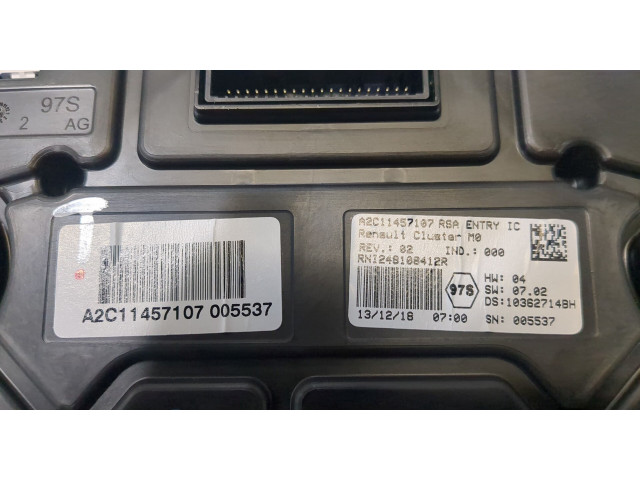 97S
2 AG
A2C11457107 005537
A2C11457107 RSA ENTRY IC
Renault Cluster M0
REV.: 02 IND.: 000
RNI248108412R
97S
HW: 04
SW: 07.02
DS:10362714BH
13/12/18 07:00 SN: 005537